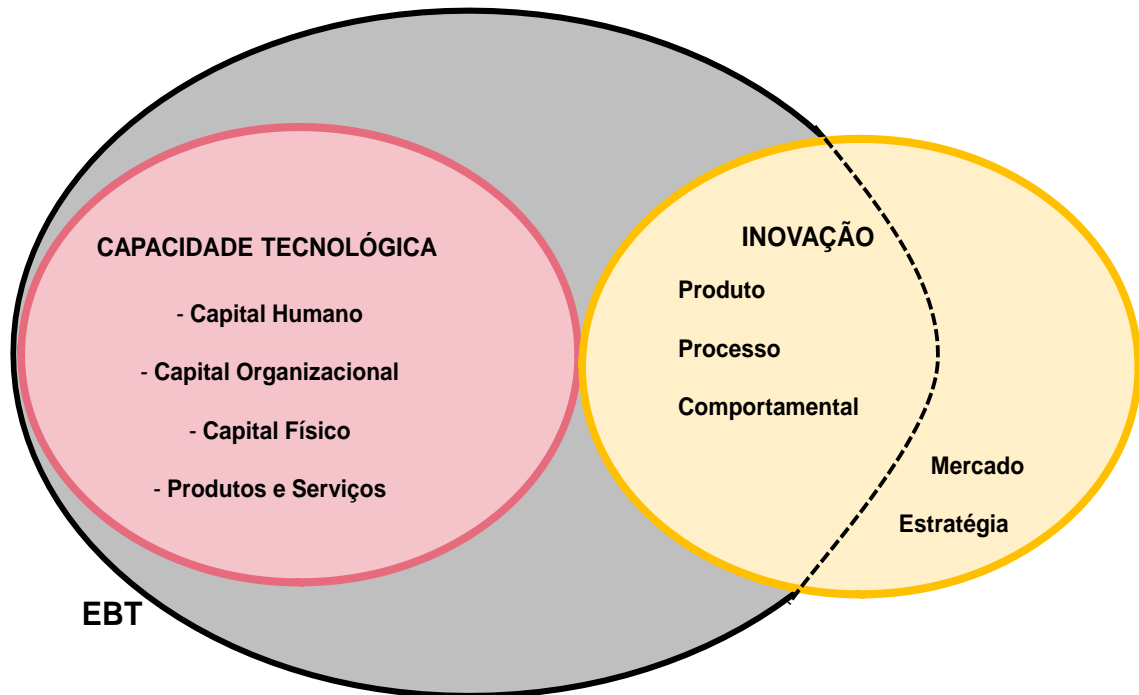 CAPACIDADE TECNOLÓGICA
- Capital Humano
- Capital Organizacional
- Capital Físico
- Produtos e Serviços
EBT
INOVAÇÃO
Produto
Processo
Comportamental
Mercado
Estratégia